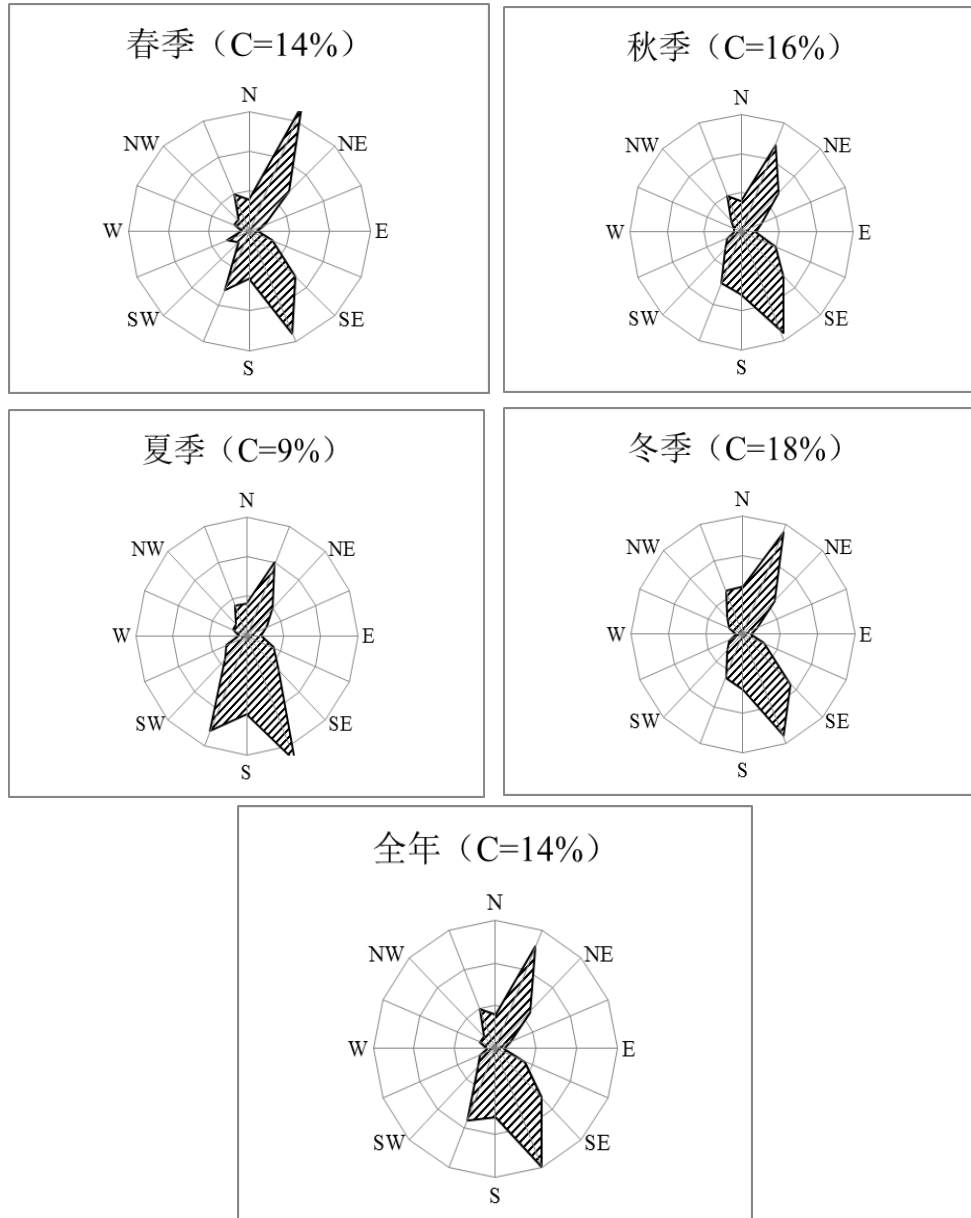 春季（C=14%）
N
NW
NE
W
E
SW
SE
S
秋季（C=16%）
N
NW
NE
W
E
SW
SE
S
夏季（C=9%）
N
NW
NE
W
E
SW
SE
S
冬季（C=18%）
N
NW
NE
W
E
SW
SE
S
全年（C=14%）
N
NW
NE
W
E
SW
SE
S